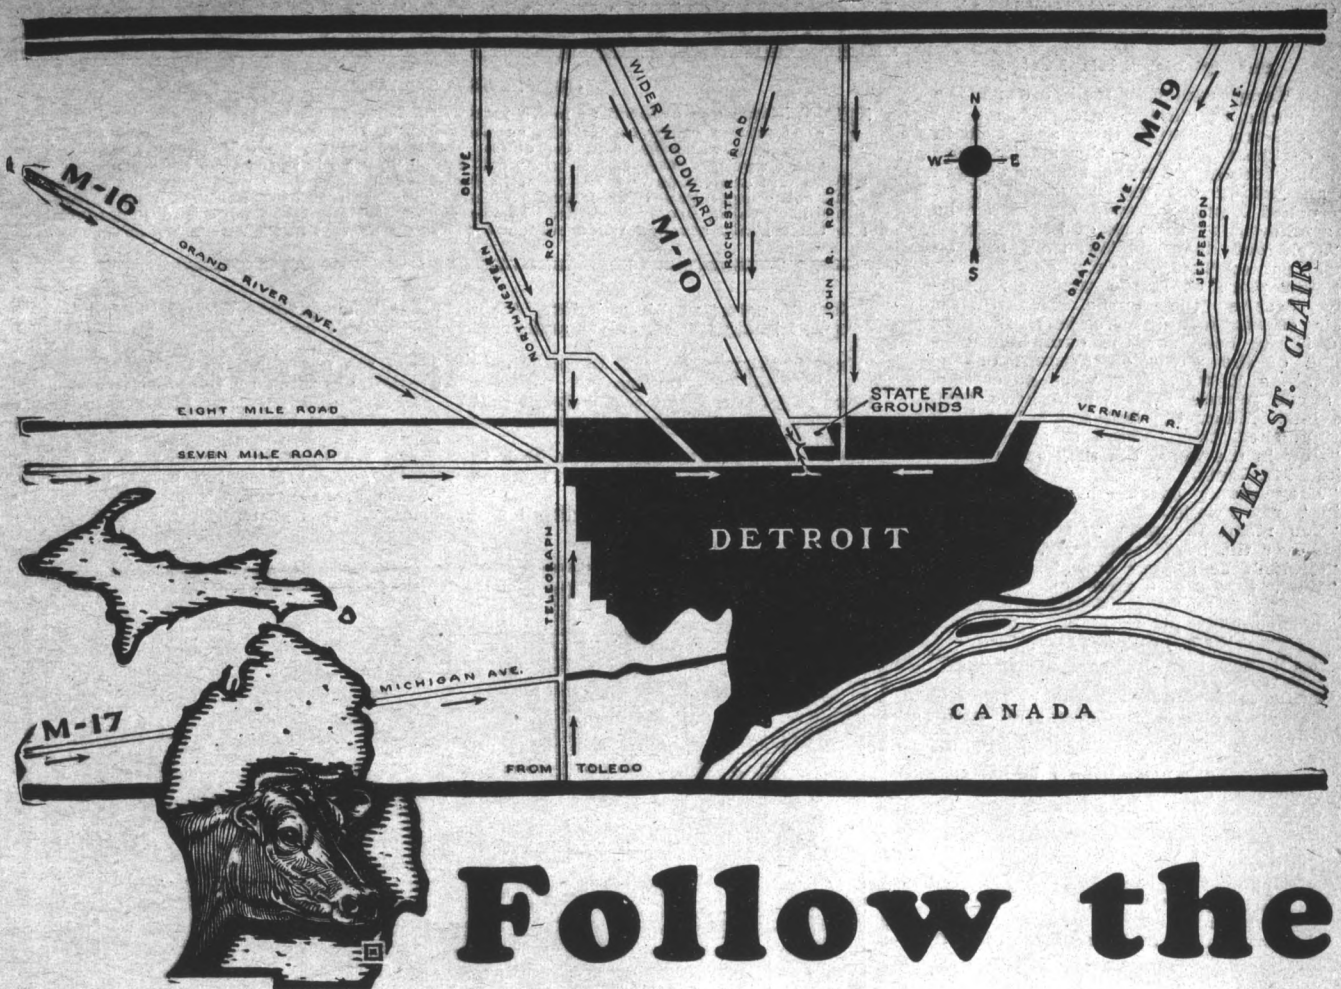 M-16
GRAND RIVER AVE.
DRIVE
NORTHWESTERN
ROAD
WIDER WOODWARD
M-10
ROCHESTER ROAD
JOHN R. ROAD
N
W E
S
M-19
GRATIOT AVE.
AVE.
JEFFERSON
LAKE ST. CLAIR
STATE FAIR
GROUNDS
EIGHT MILE ROAD
VERNIER R.
SEVEN MILE ROAD
DETROIT
TELEGRAPH
MICHIGAN AVE.
M-17
CANADA
FROM TOLEDO
Follow the